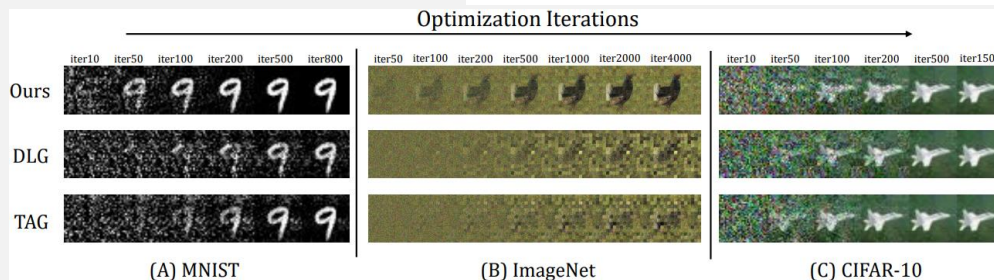 Optimization Iterations
iter10 iter50 iter100 iter200 iter500 iter800
iter50 iter100 iter200 iter500 iter1000 iter2000 iter4000
iter10 iter50 iter100 iter200 iter500 iter150
Ours
DLG
TAG
(A) MNIST
(B) ImageNet
(C) CIFAR-10